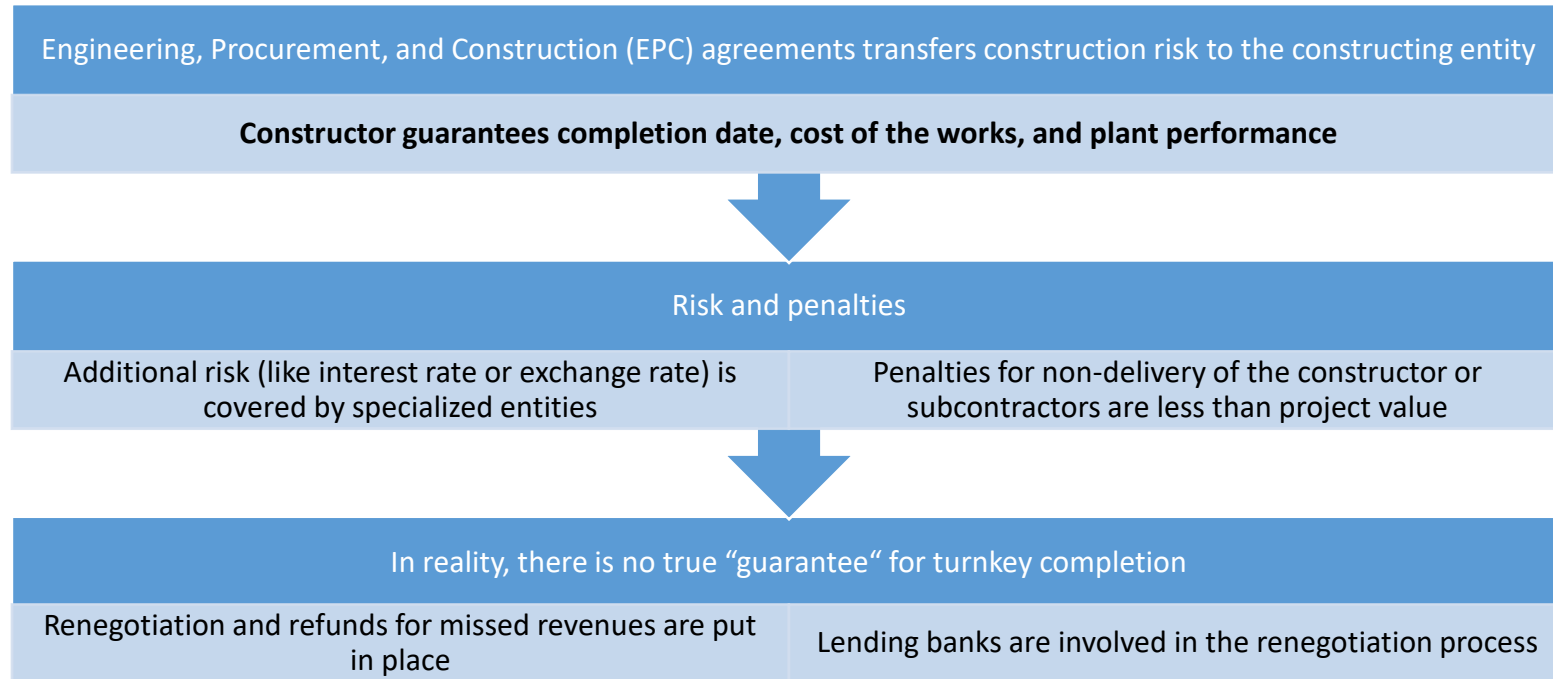 Engineering, Procurement, and Construction (EPC) agreements transfers construction risk to the constructing entity
Constructor guarantees completion date, cost of the works, and plant performance
Risk and penalties
Additional risk (like interest rate or exchange rate) is
covered by specialized entities
Penalties for non-delivery of the constructor or
subcontractors are less than project value
In reality, there is no true “guarantee“ for turnkey completion
Renegotiation and refunds for missed revenues are put
in place
Lending banks are involved in the renegotiation process